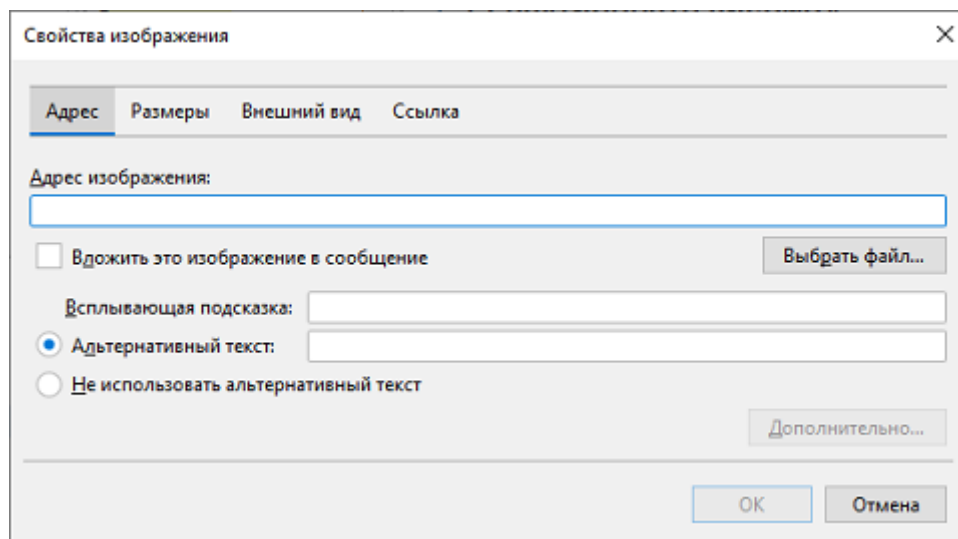 Свойства изображения
Адрес Размеры Внешний вид Ссылка
Адрес изображения:
Вложить это изображение в сообщение Выбрать файл...
Всплывающая подсказка:
Альтернативный текст:
Не использовать альтернативный текст
Дополнительно...
OK Отмена